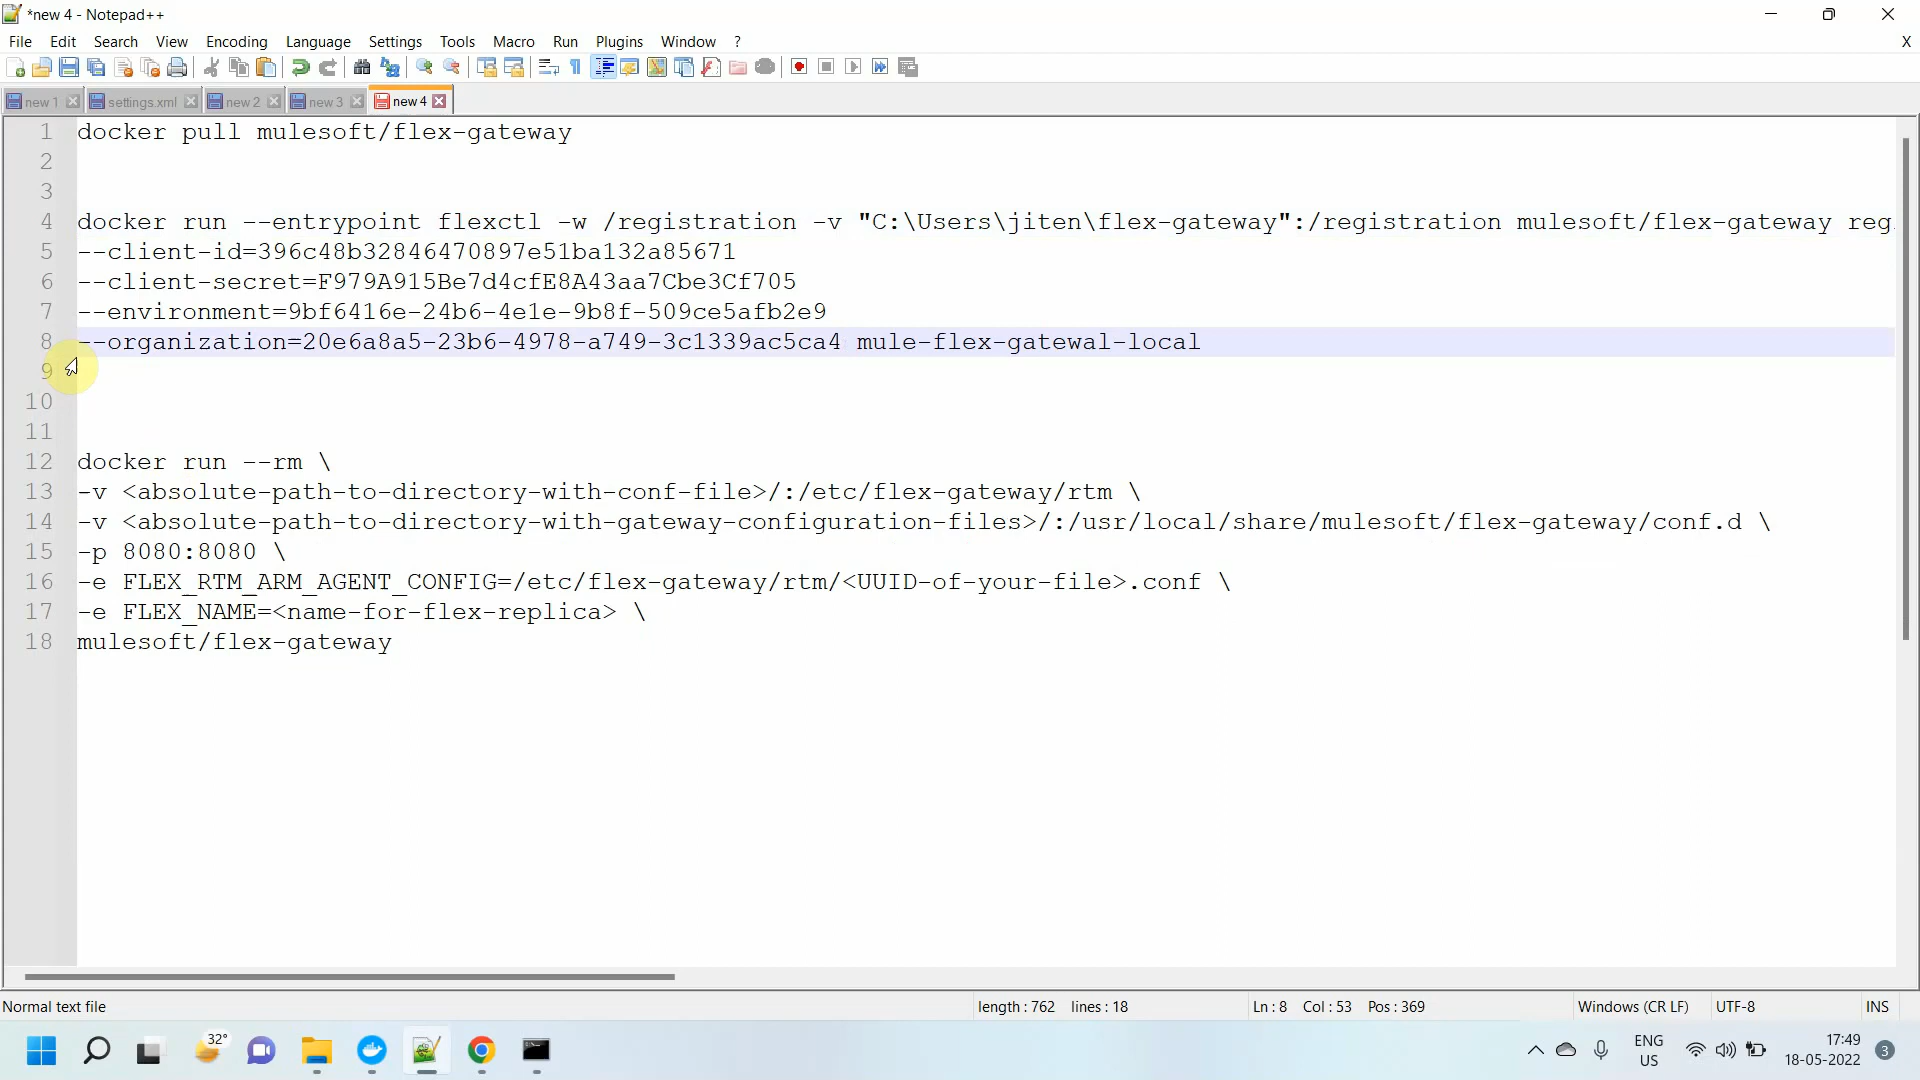 *new 4 - Notepad++
File Edit Search View Encoding Language Settings Tools Macro Run Plugins Window ? X
new 1 settings.xml new 2 new 3 new 4
1 docker pull mulesoft/flex-gateway
2
3
4 docker run --entrypoint flexctl -w /registration -v "C:\Users\jiten\flex-gateway":/registration mulesoft/flex-gateway reg
5 --client-id=396c48b32846470897e51ba132a85671
6 --client-secret=F979A915Be7d4cfE8A43aa7Cbe3Cf705
7 --environment=9bf6416e-24b6-4e1e-9b8f-509ce5afb2e9
8 --organization=20e6a8a5-23b6-4978-a749-3c1339ac5ca4 mule-flex-gatewal-local
9
10
11
12 docker run --rm \
13 -v <absolute-path-to-directory-with-conf-file>/:/etc/flex-gateway/rtm \
14 -v <absolute-path-to-directory-with-gateway-configuration-files>/:/usr/local/share/mulesoft/flex-gateway/conf.d \
15 -p 8080:8080 \
16 -e FLEX_RTM_ARM_AGENT_CONFIG=/etc/flex-gateway/rtm/<UUID-of-your-file>.conf \
17 -e FLEX_NAME=<name-for-flex-replica> \
18 mulesoft/flex-gateway
Normal text file length : 762 lines : 18 Ln : 8 Col : 53 Pos : 369 Windows (CR LF) UTF-8 INS
32°
ENG
US
17:49
18-05-2022
3